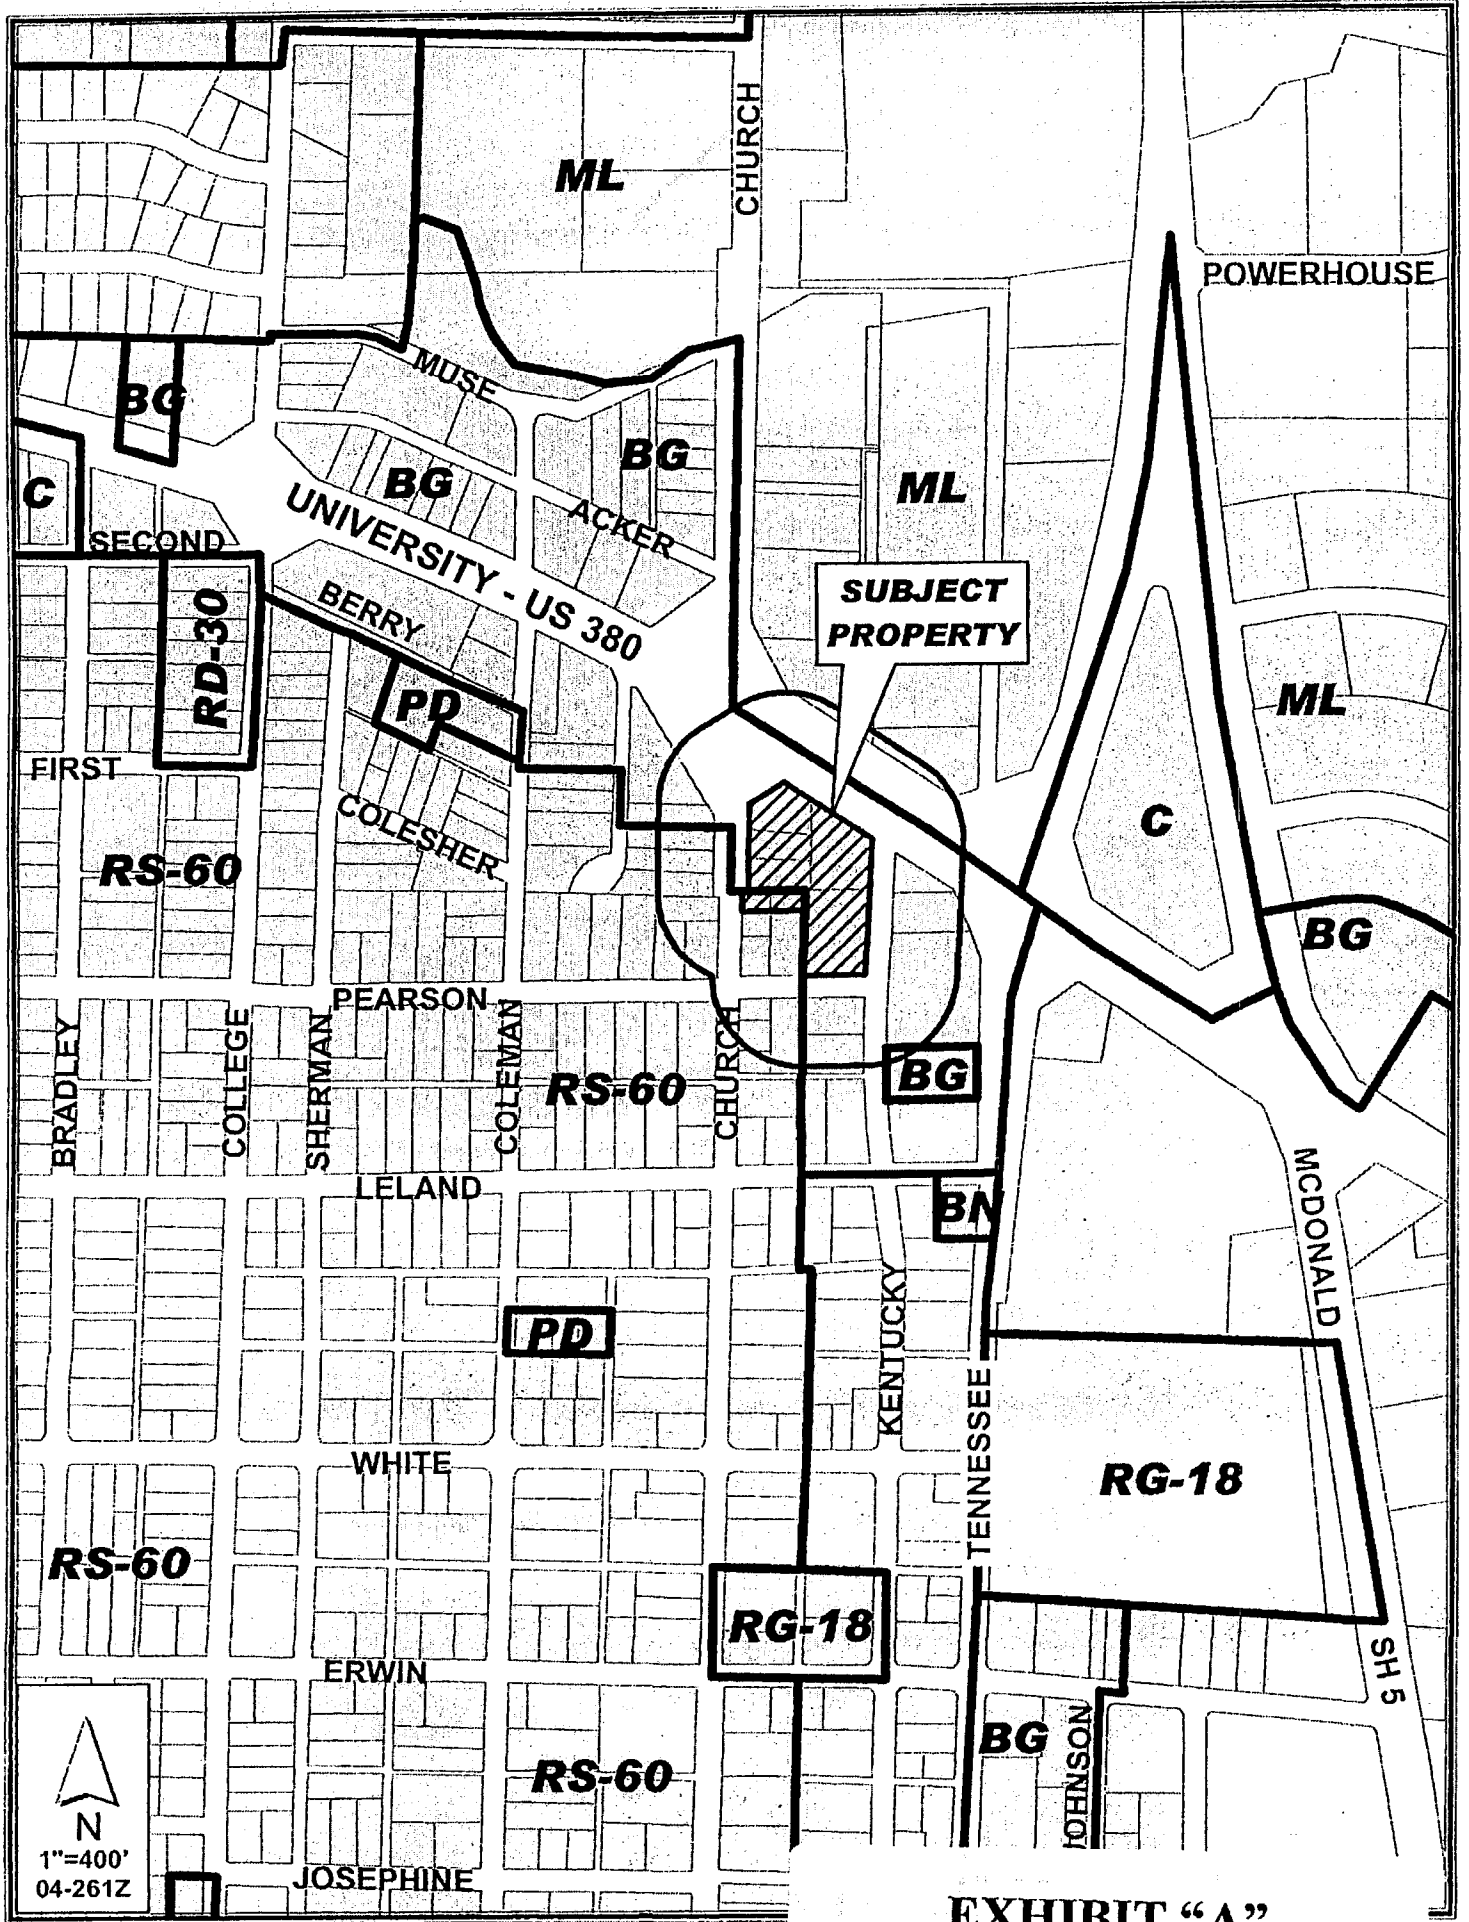 ML
CHURCH
POWERHOUSE
MUSE
BG
BG
BG
ML
C
ACKER
SECOND
UNIVERSITY - US 380
SUBJECT
PROPERTY
BERRY
RD-30
PD
ML
FIRST
COLESHER
C
RS-60
BG
PEARSON
BRADLEY
COLLEGE
SHERMAN
COLEMAN
CHURCH
RS-60
BG
LELAND
BN
MCDONALD
KENTUCKY
PD
TENNESSEE
WHITE
RG-18
RS-60
RG-18
ERWIN
SH 5
BG
JOHNSON
RS-60
N
1"=400'
04-261Z
JOSEPHINE
EXHIBIT “A”